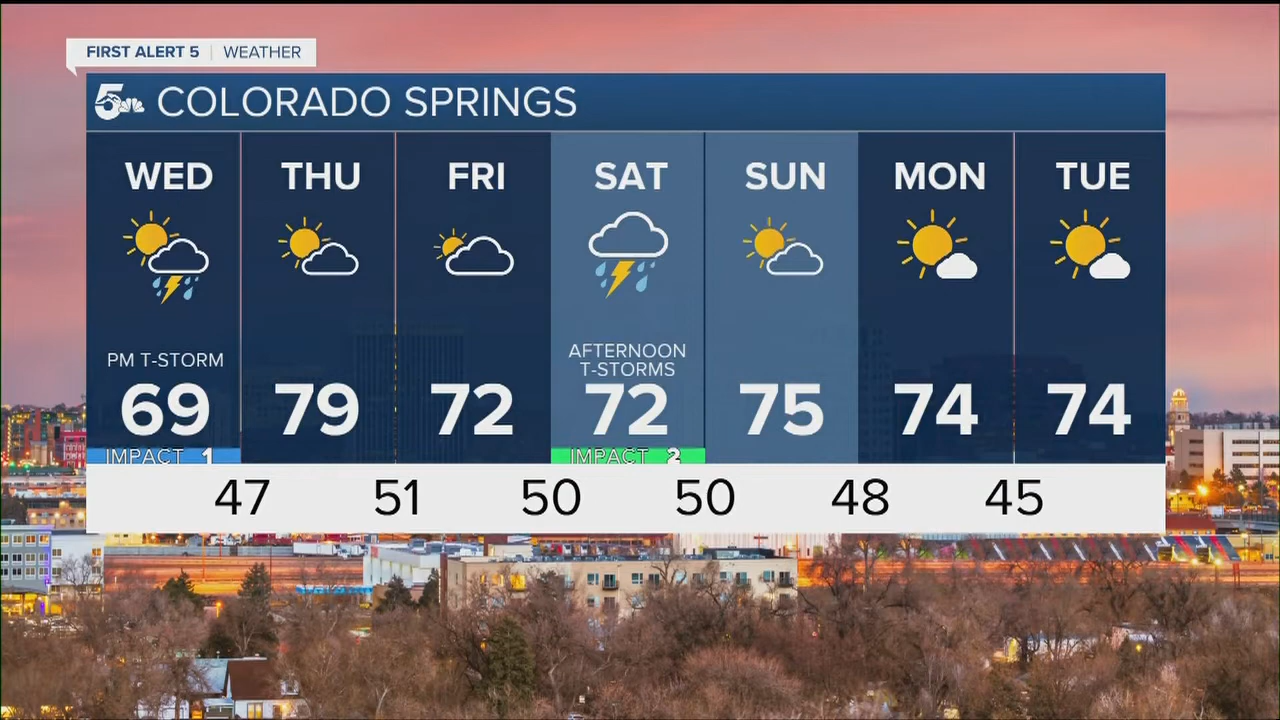 FIRST ALERT 5 | WEATHER
5 COLORADO SPRINGS
WED THU FRI SAT SUN MON TUE
PM T-STORM
AFTERNOON
T-STORMS
69 79 72 72 75 74 74
IMPACT 1 IMPACT 2
47 51 50 50 48 45